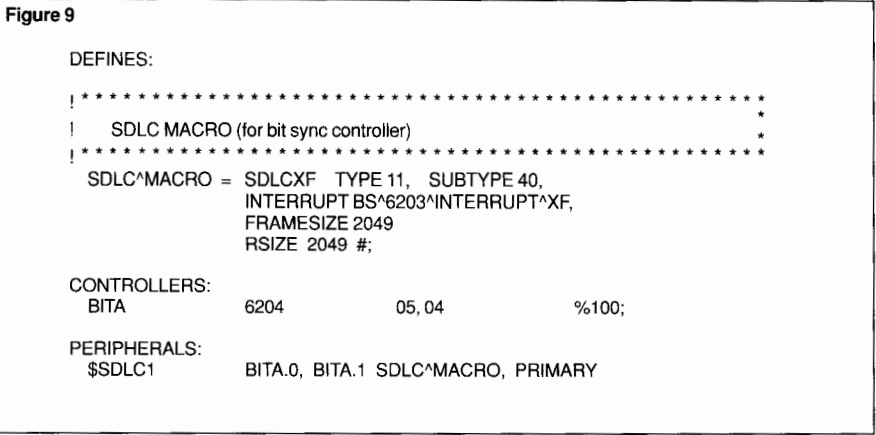 Figure 9
DEFINES:
! * * * * * * * * * * * * * * * * * * * * * * * * * * * * * * * * * * * * * * * * * * * * * * * * *
*
! SDLC MACRO (for bit sync controller) *
! * * * * * * * * * * * * * * * * * * * * * * * * * * * * * * * * * * * * * * * * * * * * * * * * *
SDLC^MACRO = SDLCXF TYPE 11, SUBTYPE 40,
INTERRUPT BS^6203^INTERRUPT^XF,
FRAMESIZE 2049
RSIZE 2049 #;
CONTROLLERS:
BITA 6204 05, 04 %100;
PERIPHERALS:
$SDLC1 BITA.0, BITA.1 SDLC^MACRO, PRIMARY